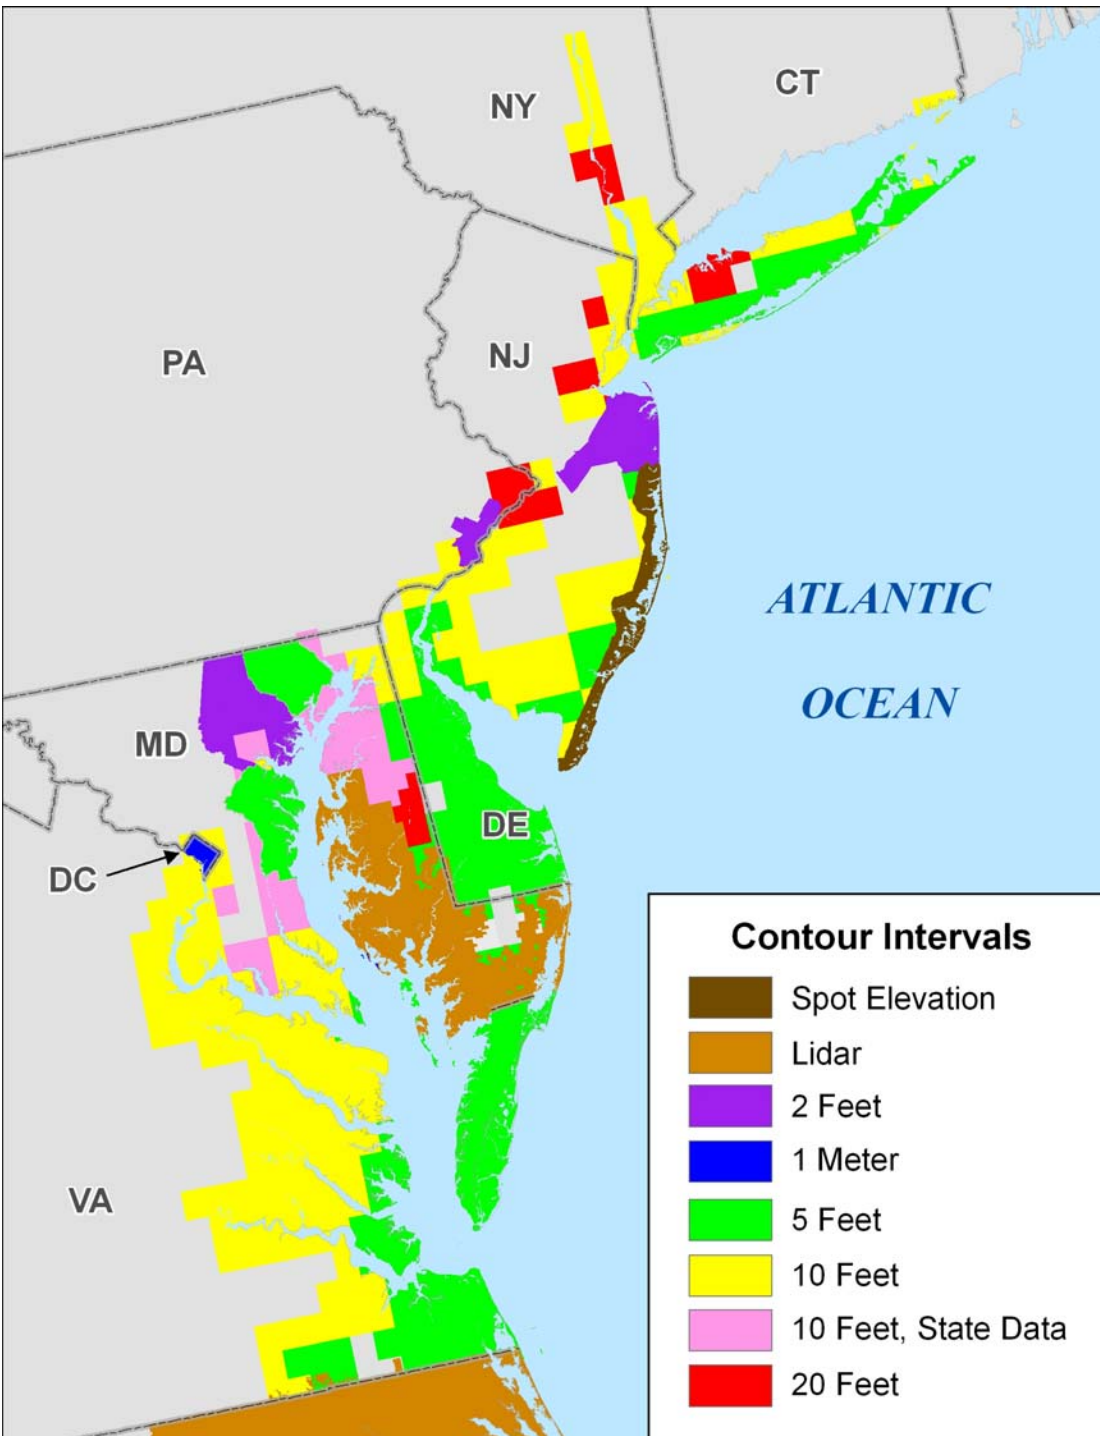 NY
CT
PA
NJ
ATLANTIC
OCEAN
MD
DE
DC
VA
Contour Intervals
Spot Elevation
Lidar
2 Feet
1 Meter
5 Feet
10 Feet
10 Feet, State Data
20 Feet